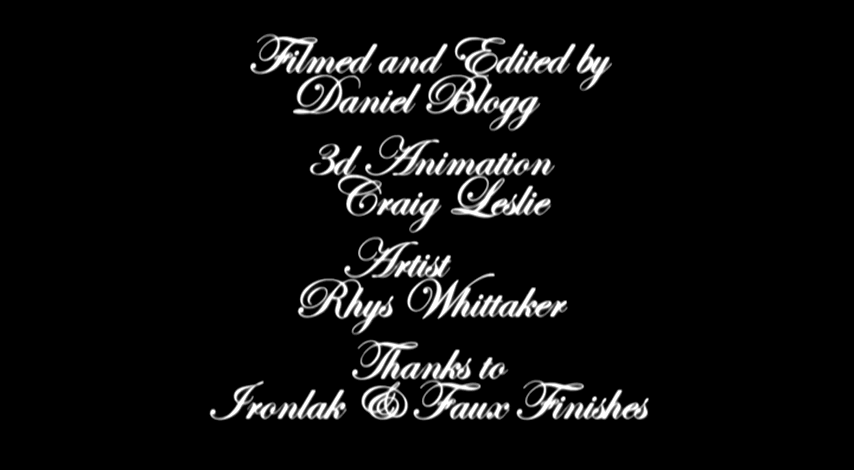 Filmed and Edited by
Daniel Blogg
3d Animation
Craig Leslie
Artist
Rhys Whittaker
Thanks to
Ironlak & Faux Finishes